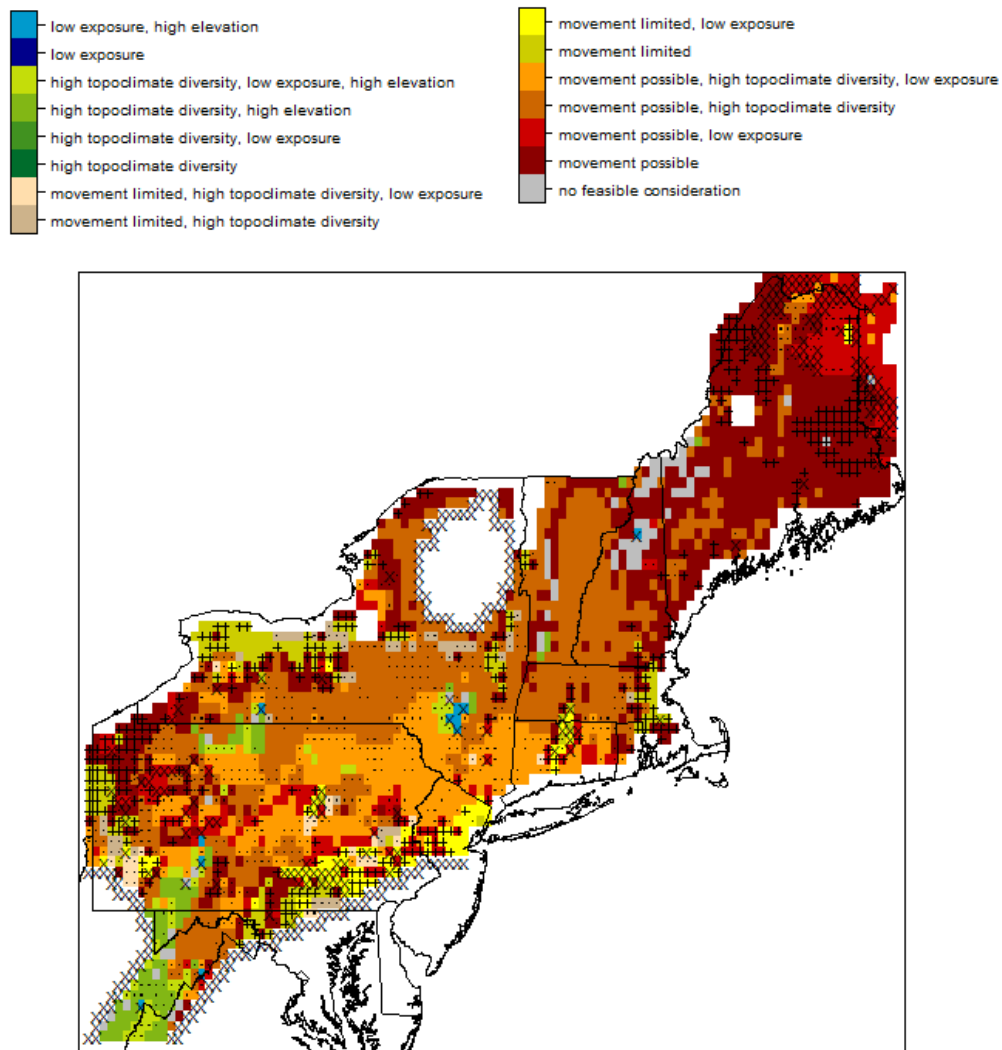 low exposure, high elevation
low exposure
high topoclimate diversity, low exposure, high elevation
high topoclimate diversity, high elevation
high topoclimate diversity, low exposure
high topoclimate diversity
movement limited, high topoclimate diversity, low exposure
movement limited, high topoclimate diversity
movement limited, low exposure
movement limited
movement possible, high topoclimate diversity, low exposure
movement possible, high topoclimate diversity
movement possible, low exposure
movement possible
no feasible consideration